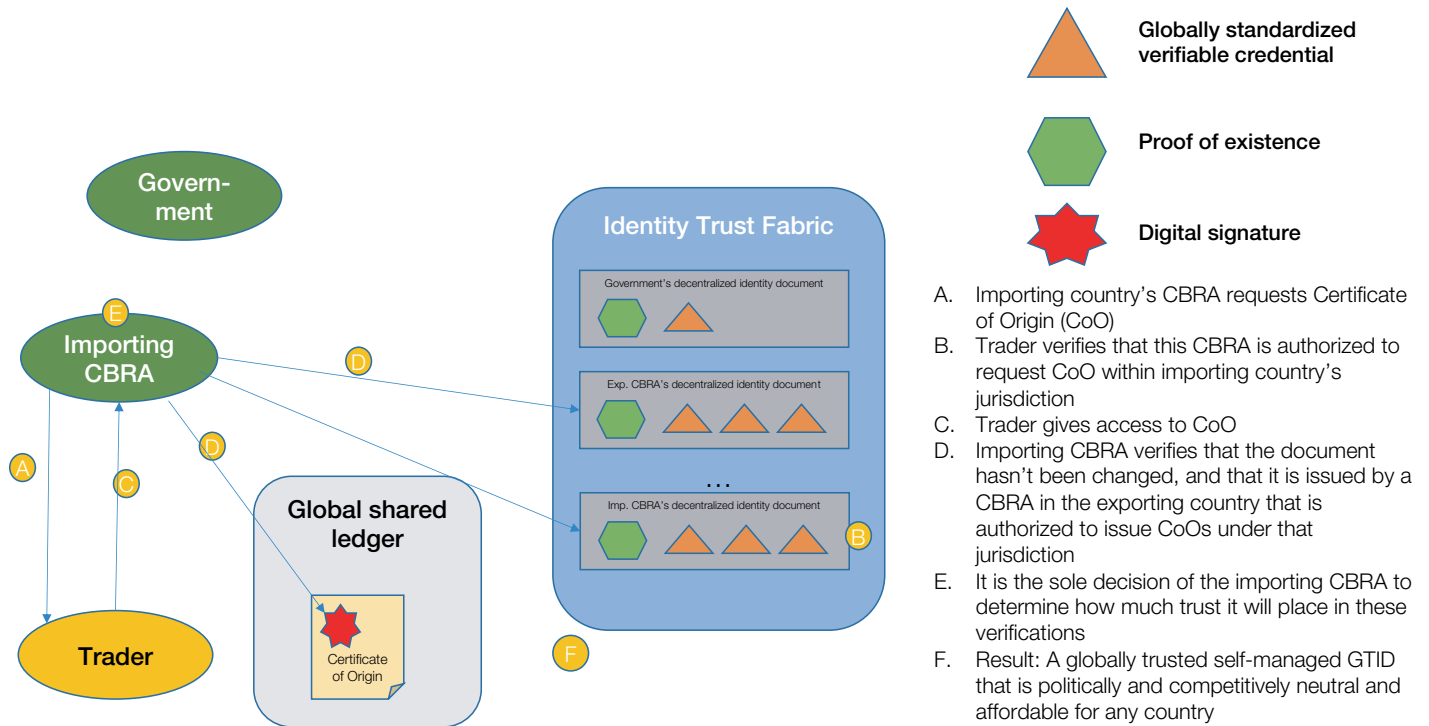 Globally standardized
verifiable credential
Proof of existence
Digital signature
Govern-
ment
E
Importing
CBRA
A
C
D
D
Trader
Global shared
ledger
Certificate
of Origin
Identity Trust Fabric
Government's decentralized identity document
Exp. CBRA's decentralized identity document
...
Imp. CBRA's decentralized identity document
B
F
A. Importing country's CBRA requests Certificate
of Origin (CoO)
B. Trader verifies that this CBRA is authorized to
request CoO within importing country's
jurisdiction
C. Trader gives access to CoO
D. Importing CBRA verifies that the document
hasn't been changed, and that it is issued by a
CBRA in the exporting country that is
authorized to issue CoOs under that
jurisdiction
E. It is the sole decision of the importing CBRA to
determine how much trust it will place in these
verifications
F. Result: A globally trusted self-managed GTID
that is politically and competitively neutral and
affordable for any country